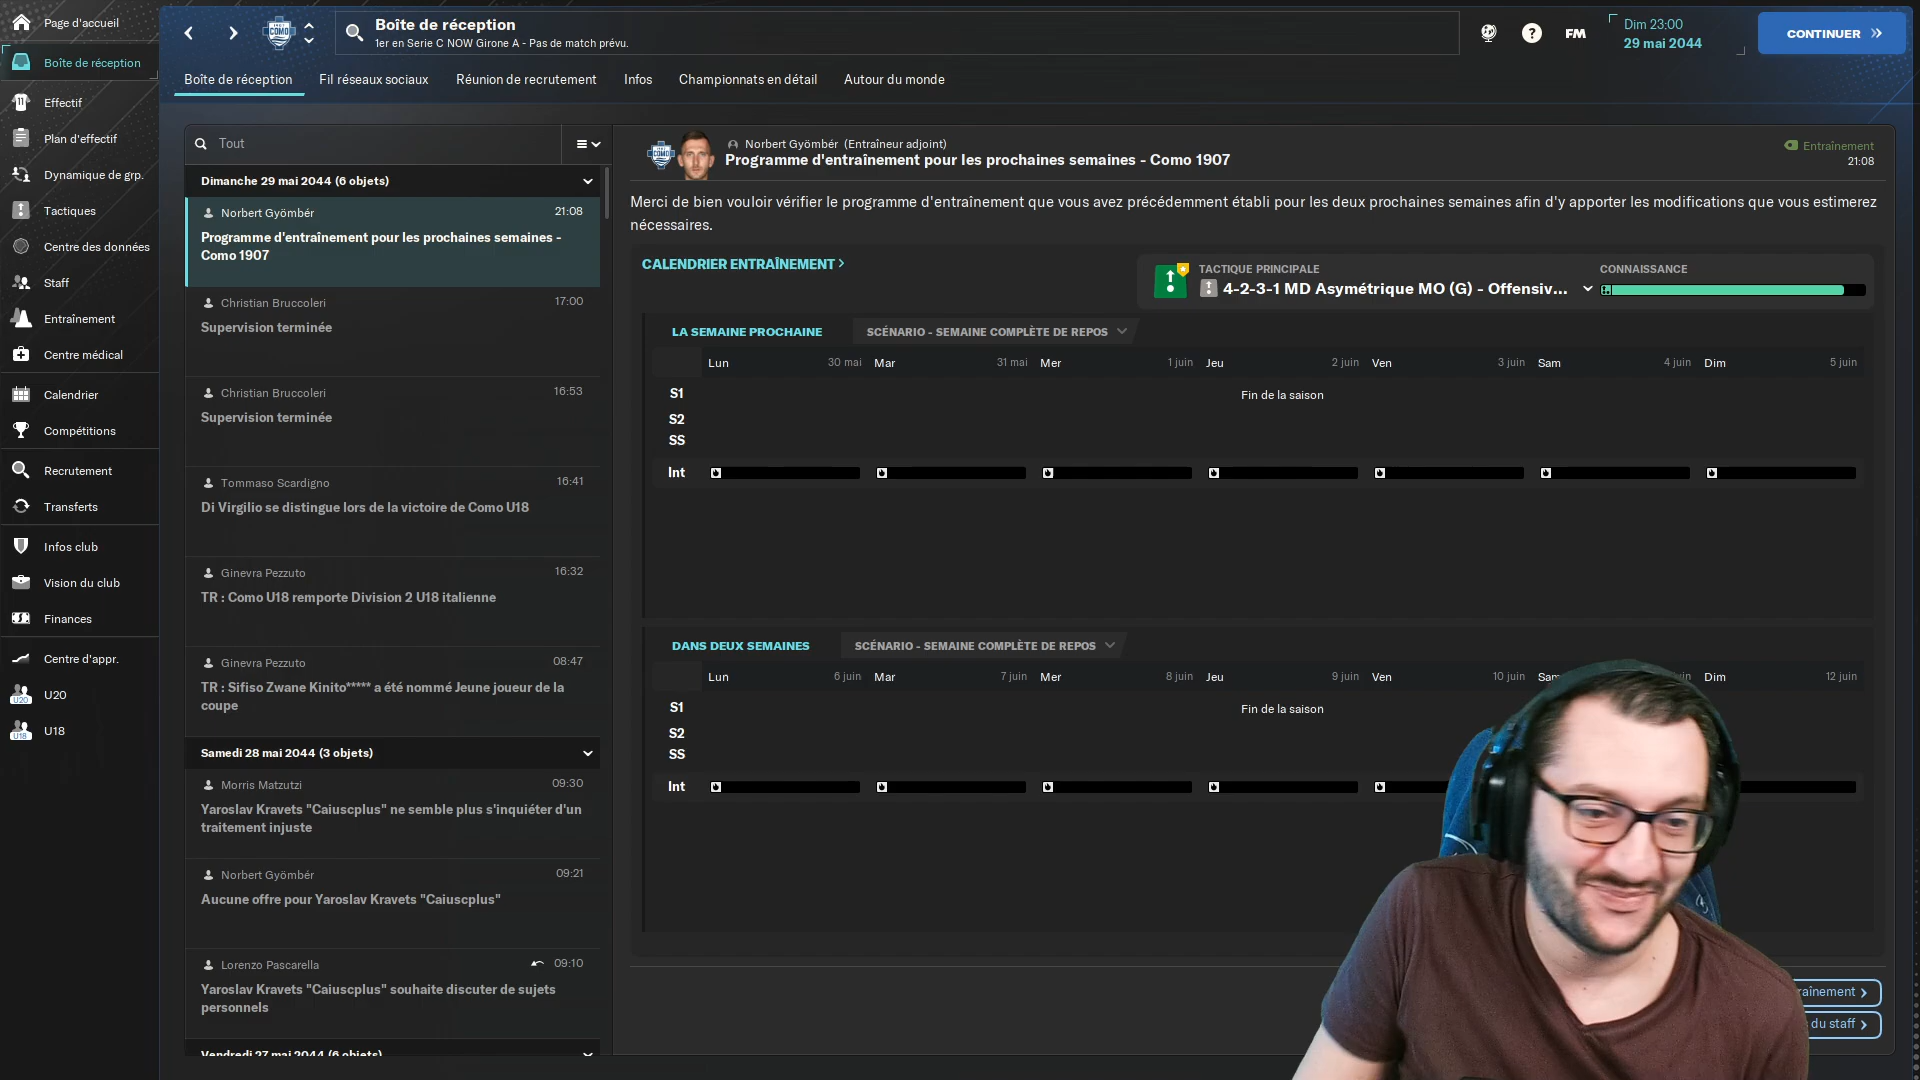 Page d'accueil
Boîte de réception
Effectif
Plan d'effectif
Dynamique de grp.
Tactiques
Centre des données
Staff
Entraînement
Centre médical
Calendrier
Compétitions
Recrutement
Transferts
Infos club
Vision du club
Finances
Centre d'appr.
U20
U18
COMO
Boîte de réception
1er en Serie C NOW Girone A - Pas de match prévu.
FM
Dim 23:00
29 mai 2044
CONTINUER
Boîte de réception
Fil réseaux sociaux
Réunion de recrutement
Infos
Championnats en détail
Autour du monde
Tout
Dimanche 29 mai 2044 (6 objets)
Norbert Gyömbér 21:08
Programme d'entraînement pour les prochaines semaines -
Como 1907
Christian Bruccoleri 17:00
Supervision terminée
Christian Bruccoleri 16:53
Supervision terminée
Tommaso Scardigno 16:41
Di Virgilio se distingue lors de la victoire de Como U18
Ginevra Pezzuto 16:32
TR : Como U18 remporte Division 2 U18 italienne
Ginevra Pezzuto 08:47
TR : Sifiso Zwane Kinito***** a été nommé Jeune joueur de la
coupe
Samedi 28 mai 2044 (3 objets)
Morris Matzutzi 09:30
Yaroslav Kravets "Caiuscplus" ne semble plus s'inquiéter d'un
traitement injuste
Norbert Gyömbér 09:21
Aucune offre pour Yaroslav Kravets "Caiuscplus"
Lorenzo Pascarella 09:10
Yaroslav Kravets "Caiuscplus" souhaite discuter de sujets
personnels
Vendredi 27 mai 2044 (6 objets)
Norbert Gyömbér (Entraîneur adjoint)
Programme d'entraînement pour les prochaines semaines - Como 1907
Entraînement
21:08
Merci de bien vouloir vérifier le programme d'entraînement que vous avez précédemment établi pour les deux prochaines semaines afin d'y apporter les modifications que vous estimerez
nécessaires.
CALENDRIER ENTRAÎNEMENT
TACTIQUE PRINCIPALE
4-2-3-1 MD Asymétrique MO (G) - Offensiv...
CONNAISSANCE
LA SEMAINE PROCHAINE
SCÉNARIO - SEMAINE COMPLÈTE DE REPOS
Lun 30 mai Mar 31 mai Mer 1 juin Jeu 2 juin Ven 3 juin Sam 4 juin Dim 5 juin
S1
Fin de la saison
S2
SS
Int
DANS DEUX SEMAINES
SCÉNARIO - SEMAINE COMPLÈTE DE REPOS
Lun 6 juin Mar 7 juin Mer 8 juin Jeu 9 juin Ven 10 juin Sam Dim 12 juin
S1
Fin de la saison
S2
SS
Int
raînement
du staff